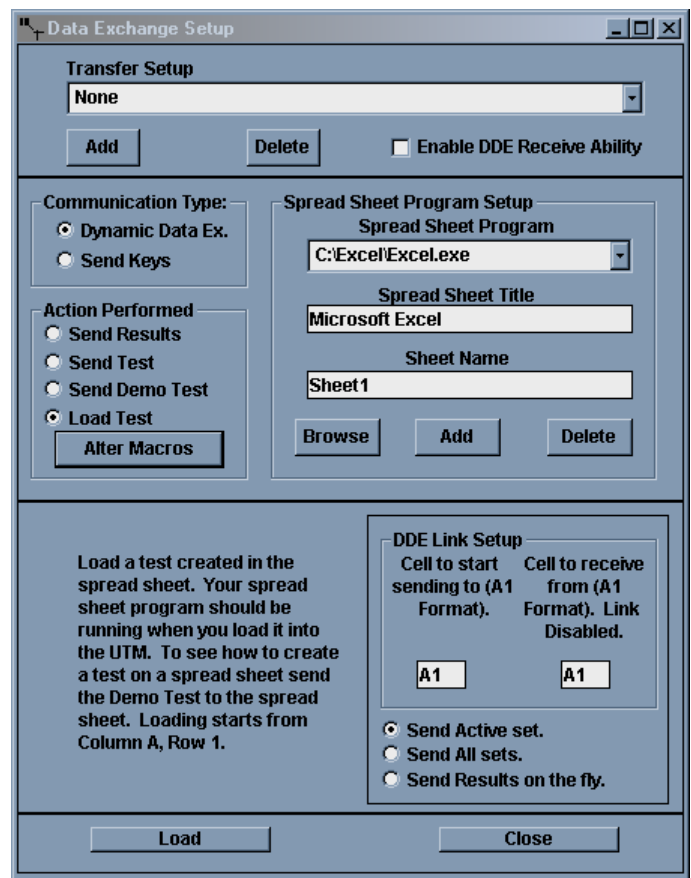 Data Exchange Setup
Transfer Setup
None
Add
Delete
Enable DDE Receive Ability
Communication Type:
Dynamic Data Ex.
Send Keys
Action Performed
Send Results
Send Test
Send Demo Test
Load Test
Alter Macros
Spread Sheet Program Setup
Spread Sheet Program
C:\Excel\Excel.exe
Spread Sheet Title
Microsoft Excel
Sheet Name
Sheet1
Browse
Add
Delete
Load a test created in the
spread sheet. Your spread
sheet program should be
running when you load it into
the UTM. To see how to create
a test on a spread sheet send
the Demo Test to the spread
sheet. Loading starts from
Column A, Row 1.
DDE Link Setup
Cell to start
sending to (A1
Format).
Cell to receive
from (A1
Format). Link
Disabled.
A1
A1
Send Active set.
Send All sets.
Send Results on the fly.
Load
Close